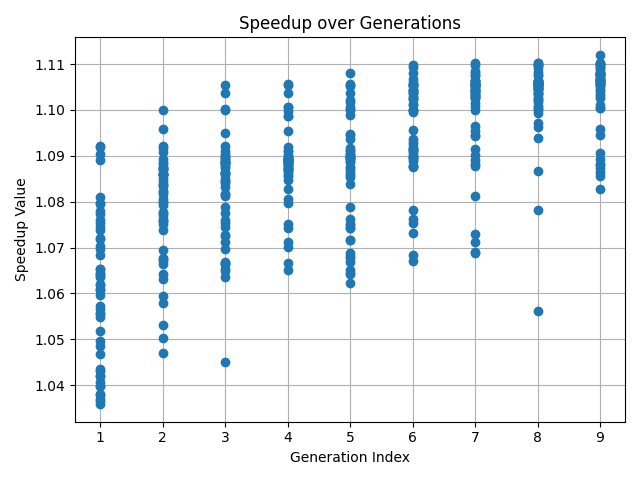 Speedup over Generations
Speedup Value
1.11
1.10
1.09
1.08
1.07
1.06
1.05
1.04
1 2 3 4 5 6 7 8 9
Generation Index